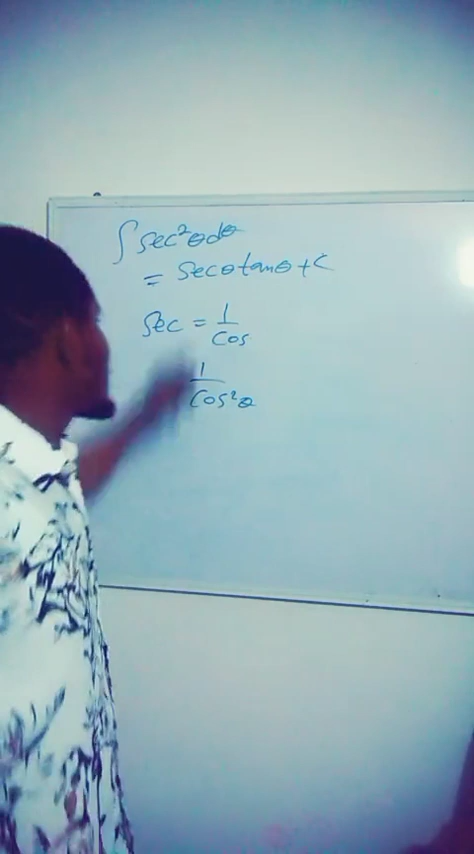 ∫ sec²θdθ
= secθtanθ + c
sec = 1/cos
1/cos²θ